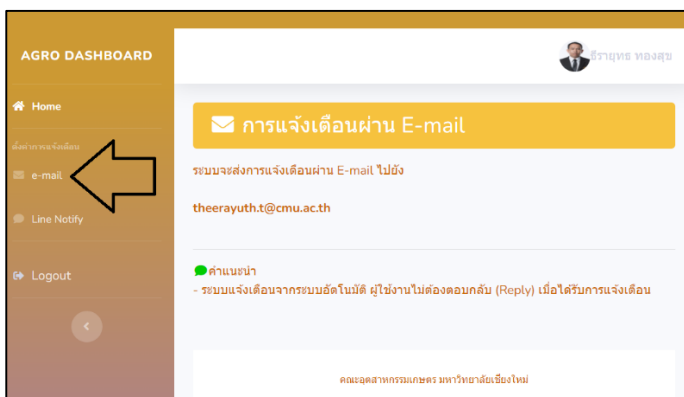 AGRO DASHBOARD
ธีรายุทธ ทองสุข
Home
ตั้งค่าการแจ้งเตือน
e-mail
Line Notify
Logout
การแจ้งเตือนผ่าน E-mail
ระบบจะส่งการแจ้งเตือนผ่าน E-mail ไปยัง
theerayuth.t@cmu.ac.th
คำแนะนำ
- ระบบแจ้งเตือนจากระบบอัตโนมัติ ผู้ใช้งานไม่ต้องตอบกลับ (Reply) เมื่อได้รับการแจ้งเตือน
คณะอุตสาหกรรมเกษตร มหาวิทยาลัยเชียงใหม่